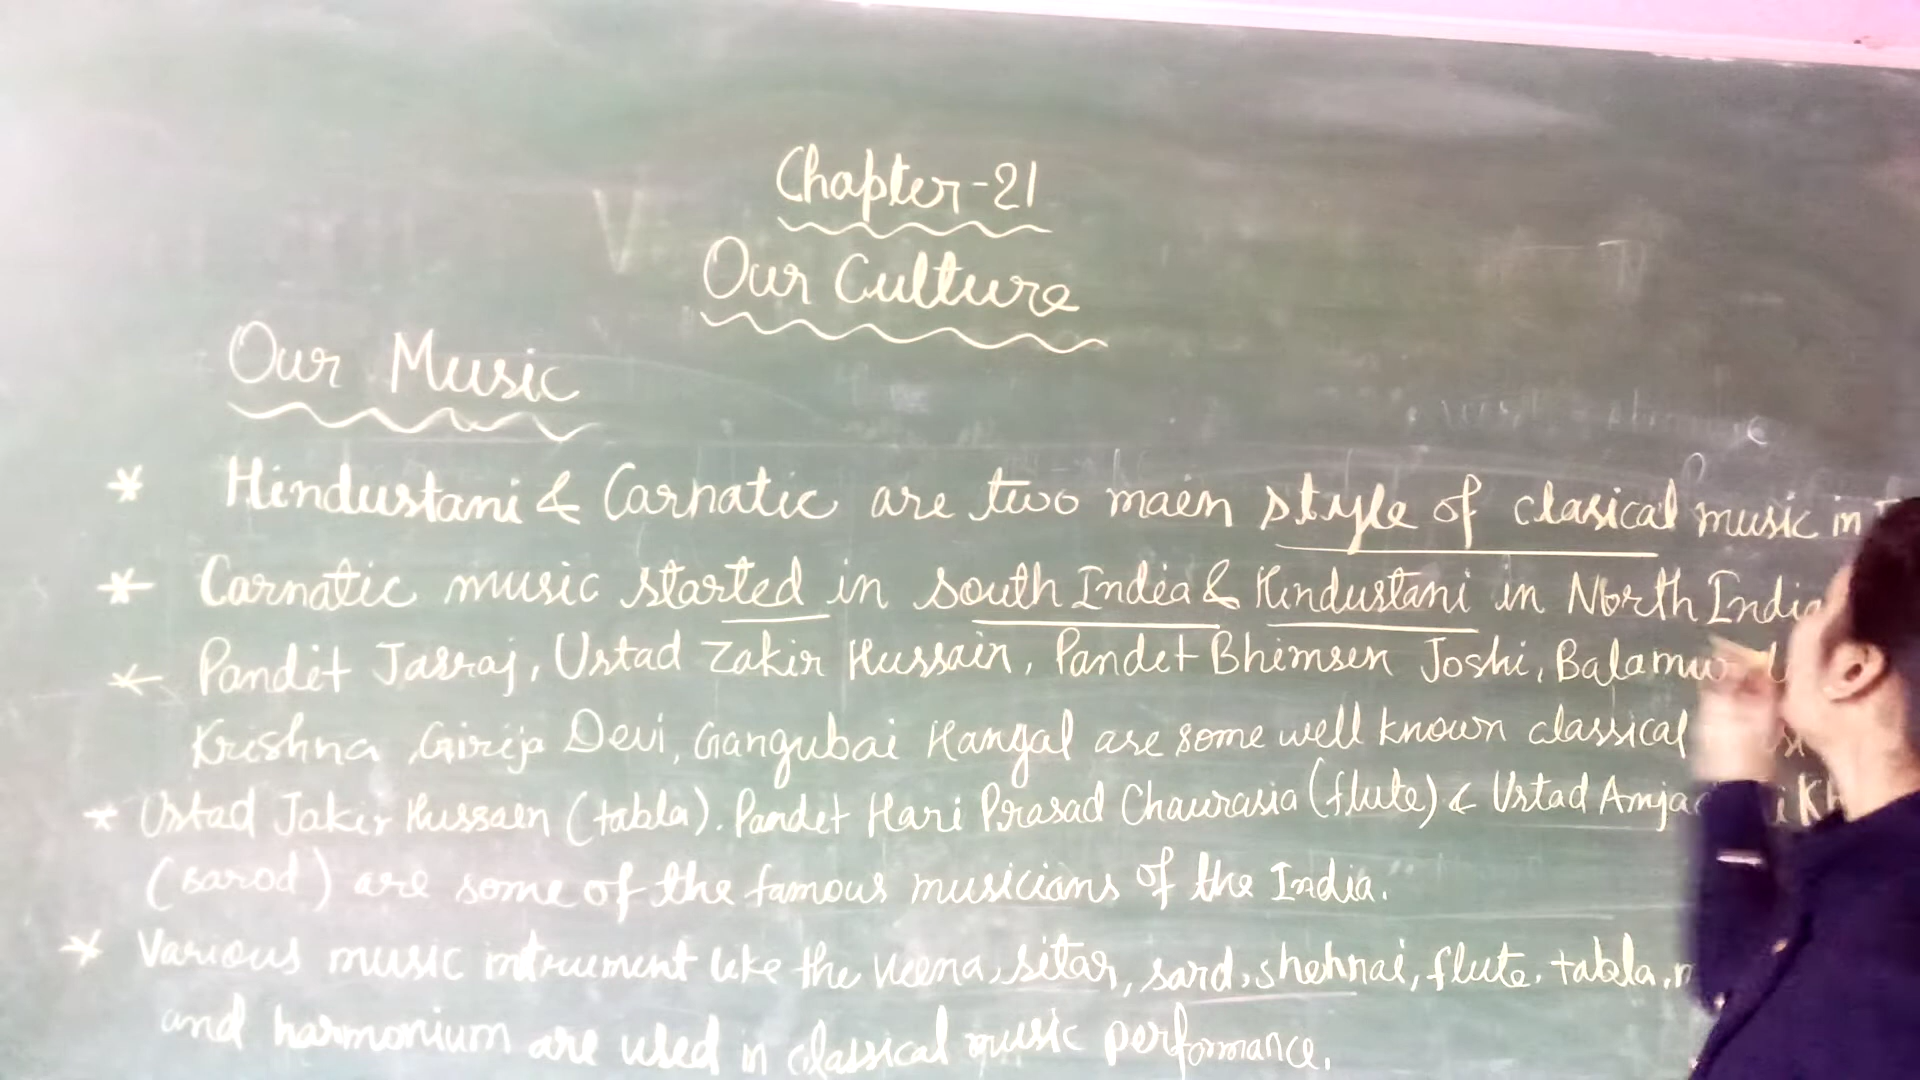 Chapter-21
Our Culture
Our Music
* Hindustani & Carnatic are two main style of clasical music in
* Carnatic music started in south India & Hindustani in North India
* Pandit Jasraj, Ustad Zakir Hussain, Pandet Bhimsen Joshi, Balamu
Krishna, Girija Devi, Gangubai Hangal are some well known classical
* Ustad Jakir Hussain (tabla). Pandet Hari Prasad Chaurasia (flute) & Ustad Amja
(sarod) are some of the famous musicians of the India.
* Various music intrument like the veena, sitar, sard, shehnai, flute, tabla,
and harmonium are used in classical music performance.